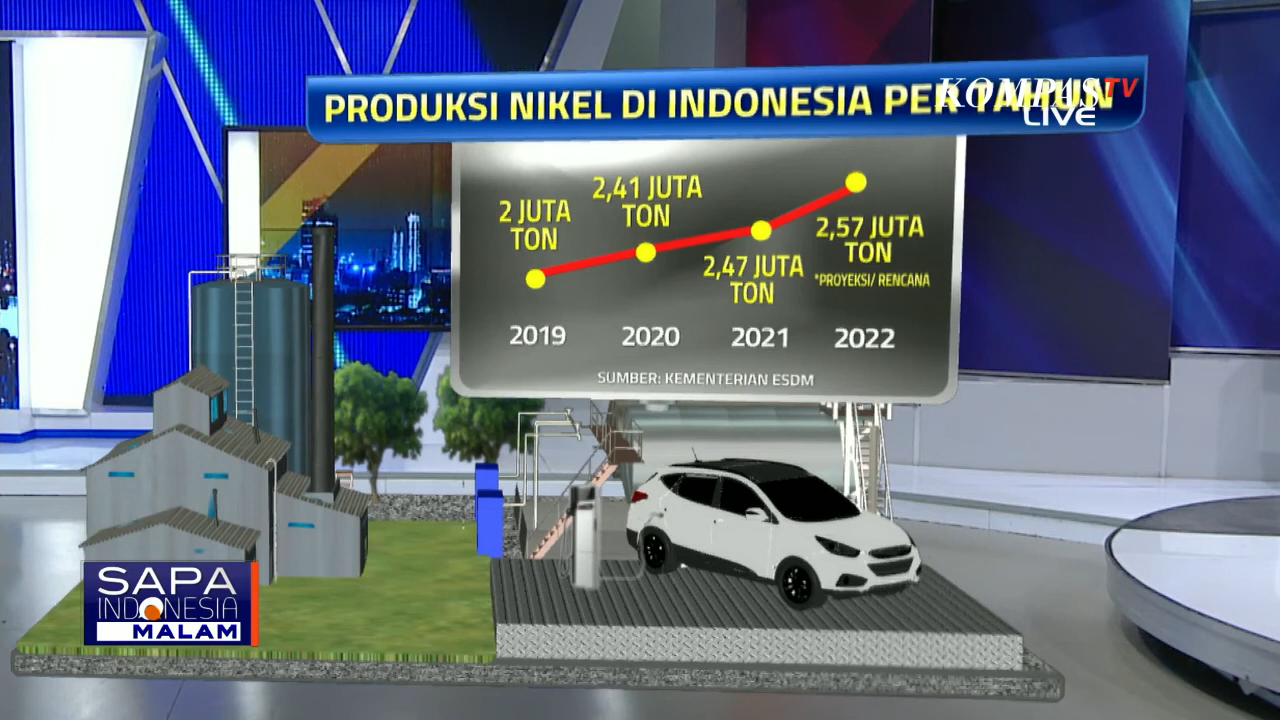 PRODUKSI NIKEL DI INDONESIA PER TAHUN
KOMPAS TV
LIVE
2 JUTA
TON
2,41 JUTA
TON
2,47 JUTA
TON
2,57 JUTA
TON
*PROYEKSI/ RENCANA
2019 2020 2021 2022
SUMBER: KEMENTERIAN ESDM
SAPA
INDONESIA
MALAM